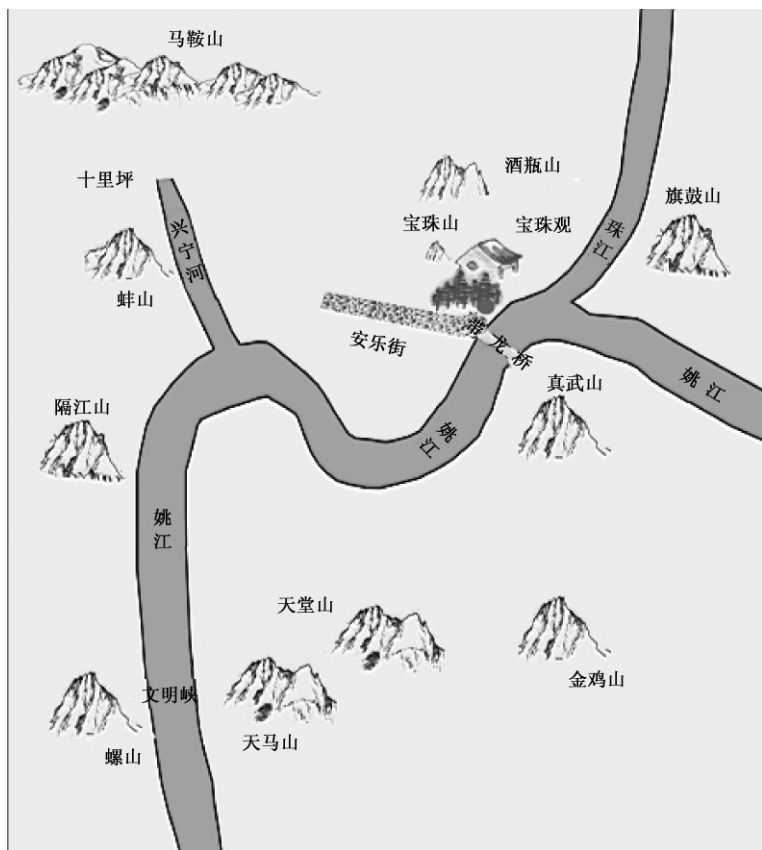 马鞍山
十里坪
酒瓶山
旗鼓山
兴宁河
宝珠山
宝珠观
珠江
蚌山
安乐街
带龙桥
真武山
姚江
隔江山
姚江
姚江
天堂山
金鸡山
文明峡
天马山
螺山